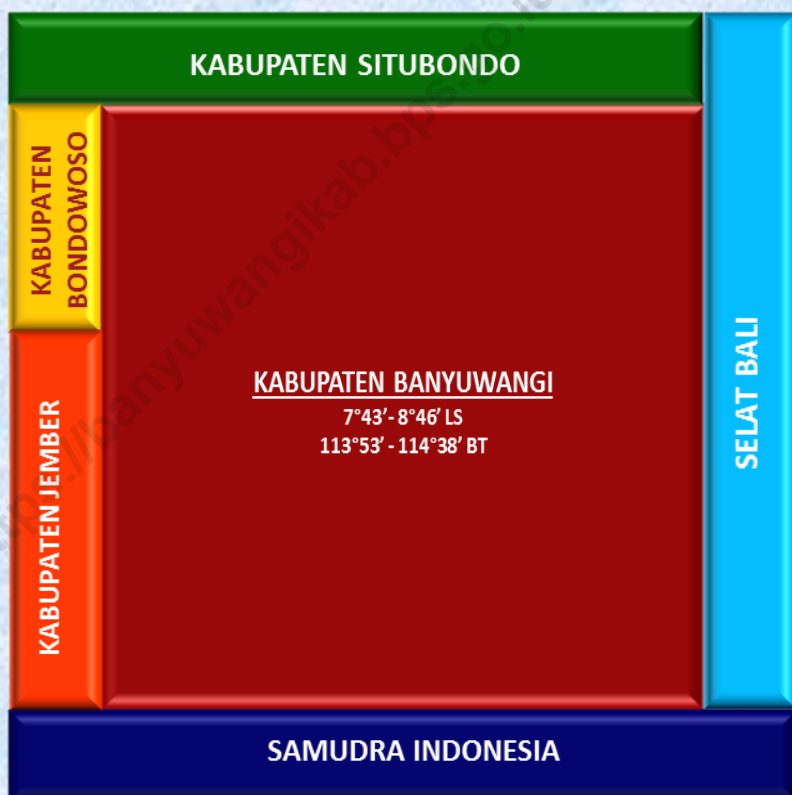 KABUPATEN SITUBONDO
KABUPATEN
BONDOWOSO
KABUPATEN JEMBER
KABUPATEN BANYUWANGI
7°43’- 8°46’ LS
113°53’ - 114°38’ BT
SELAT BALI
SAMUDRA INDONESIA